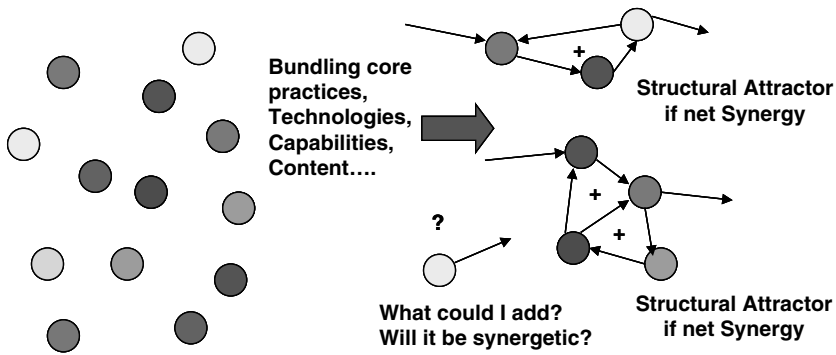 Bundling core
practices,
Technologies,
Capabilities,
Content....
+
Structural Attractor
if net Synergy
+
+
?
What could I add?
Will it be synergetic?
Structural Attractor
if net Synergy